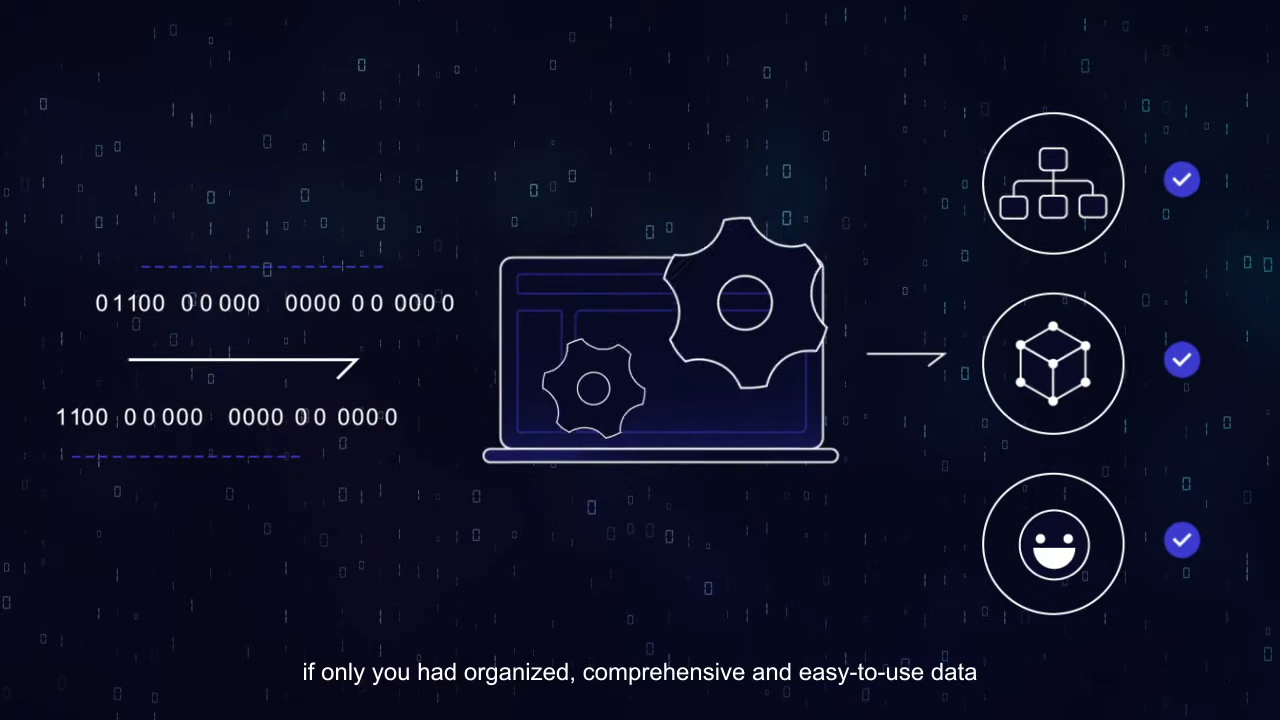 01100 00000 0000 00 0000
1100 00000 0000 00 0000
if only you had organized, comprehensive and easy-to-use data